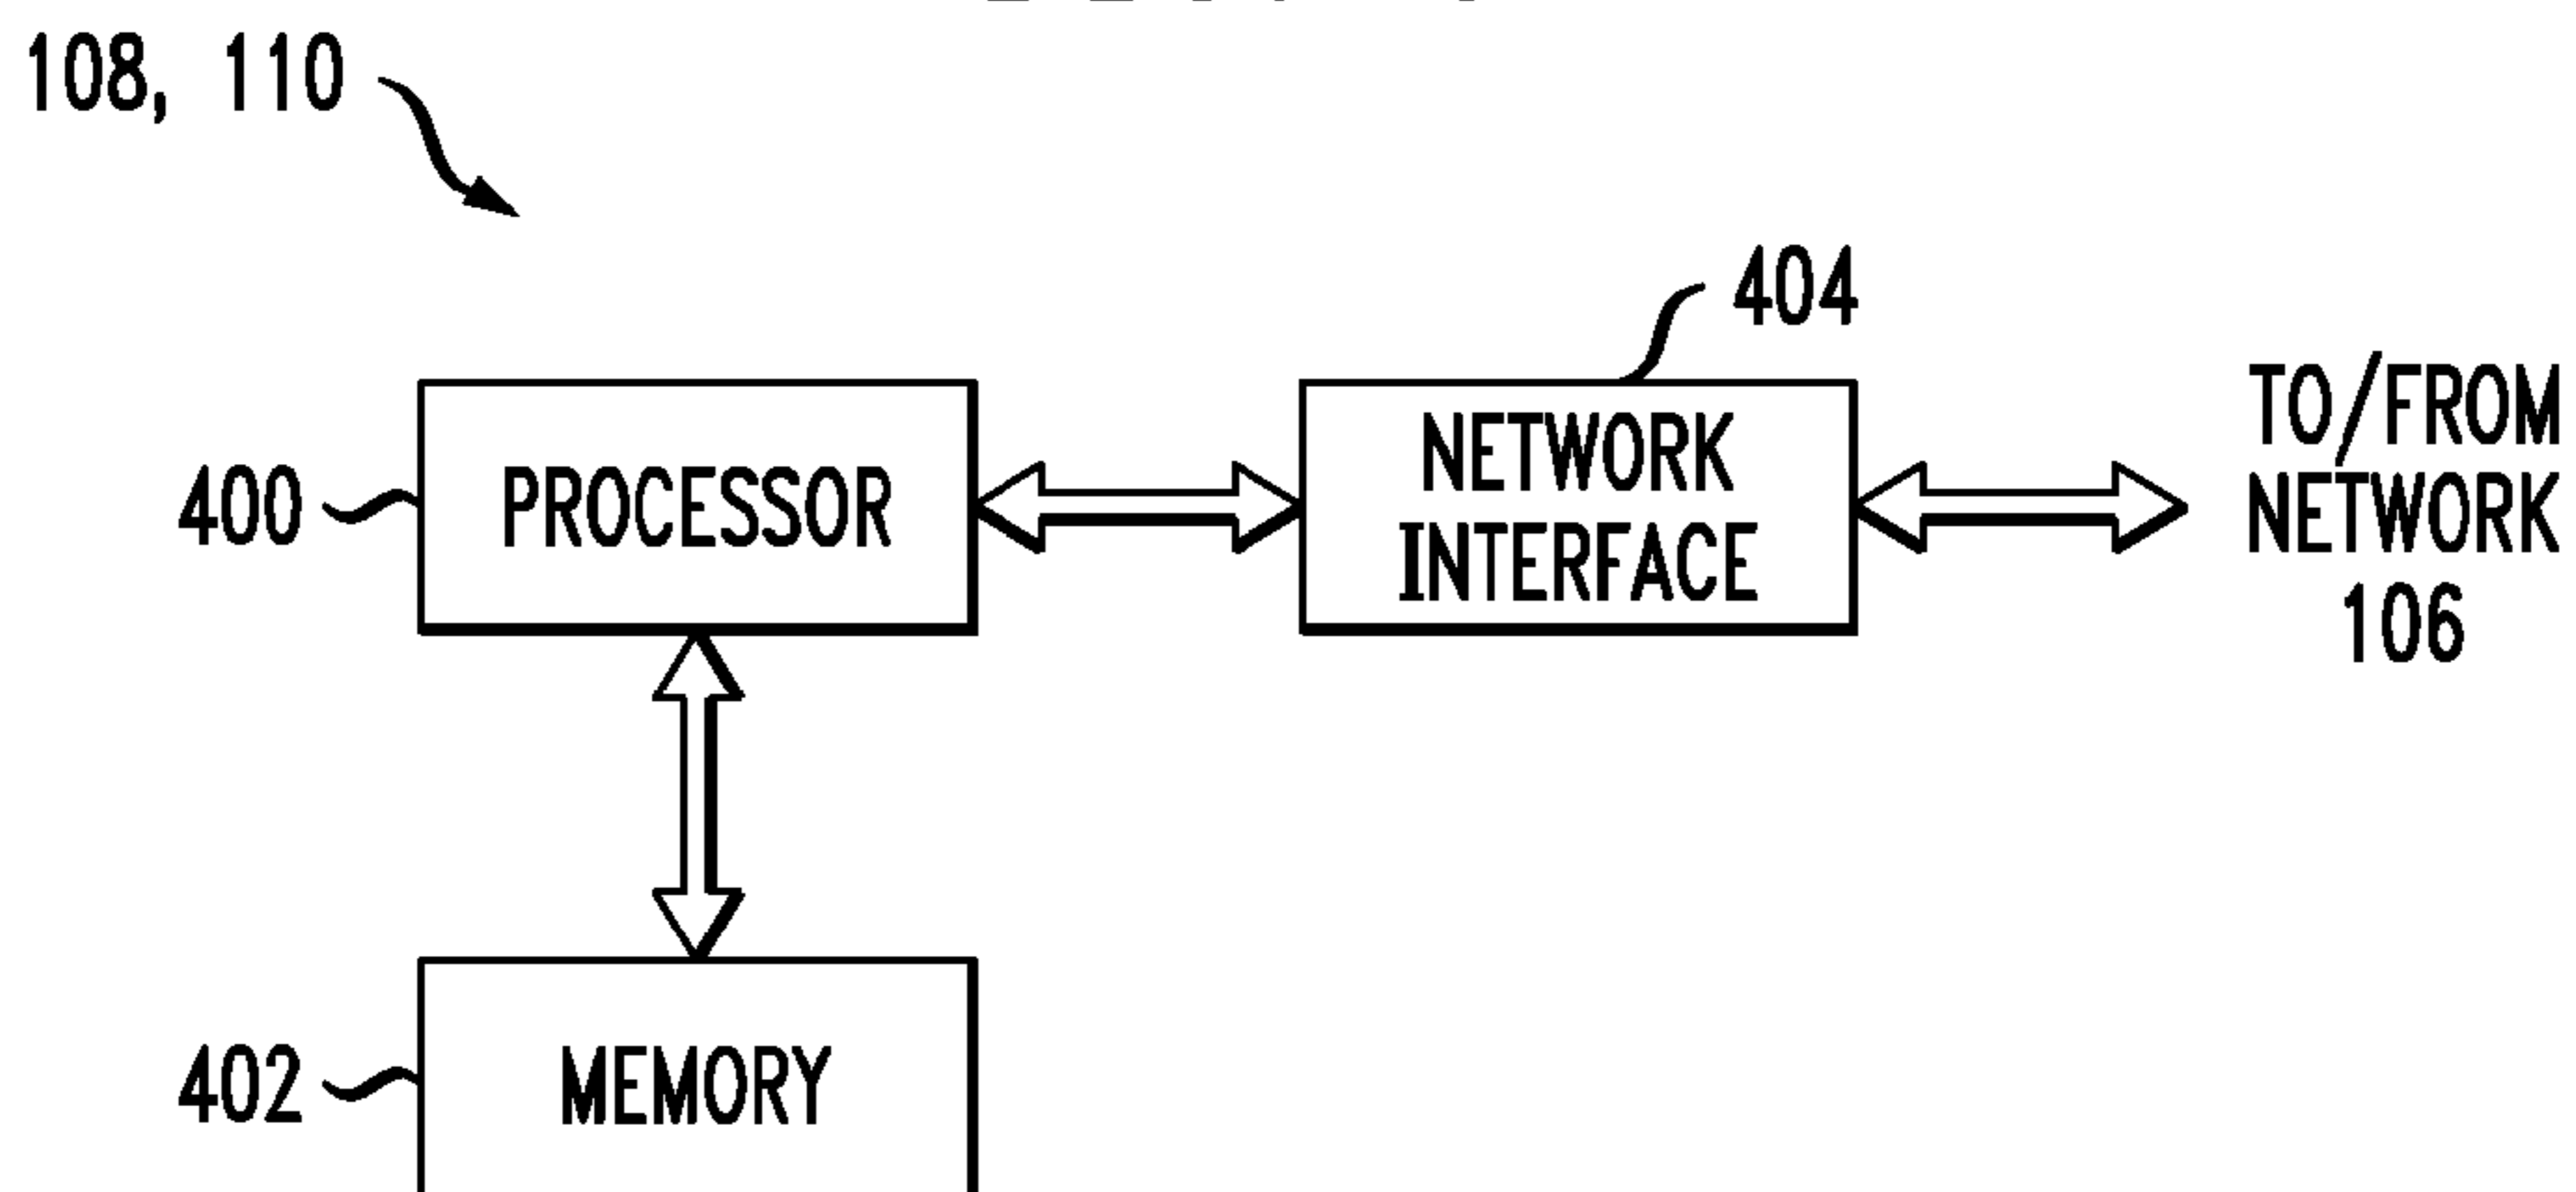 108, 110
404
TO/FROM
NETWORK
106
NETWORK
INTERFACE
400
PROCESSOR
402
MEMORY